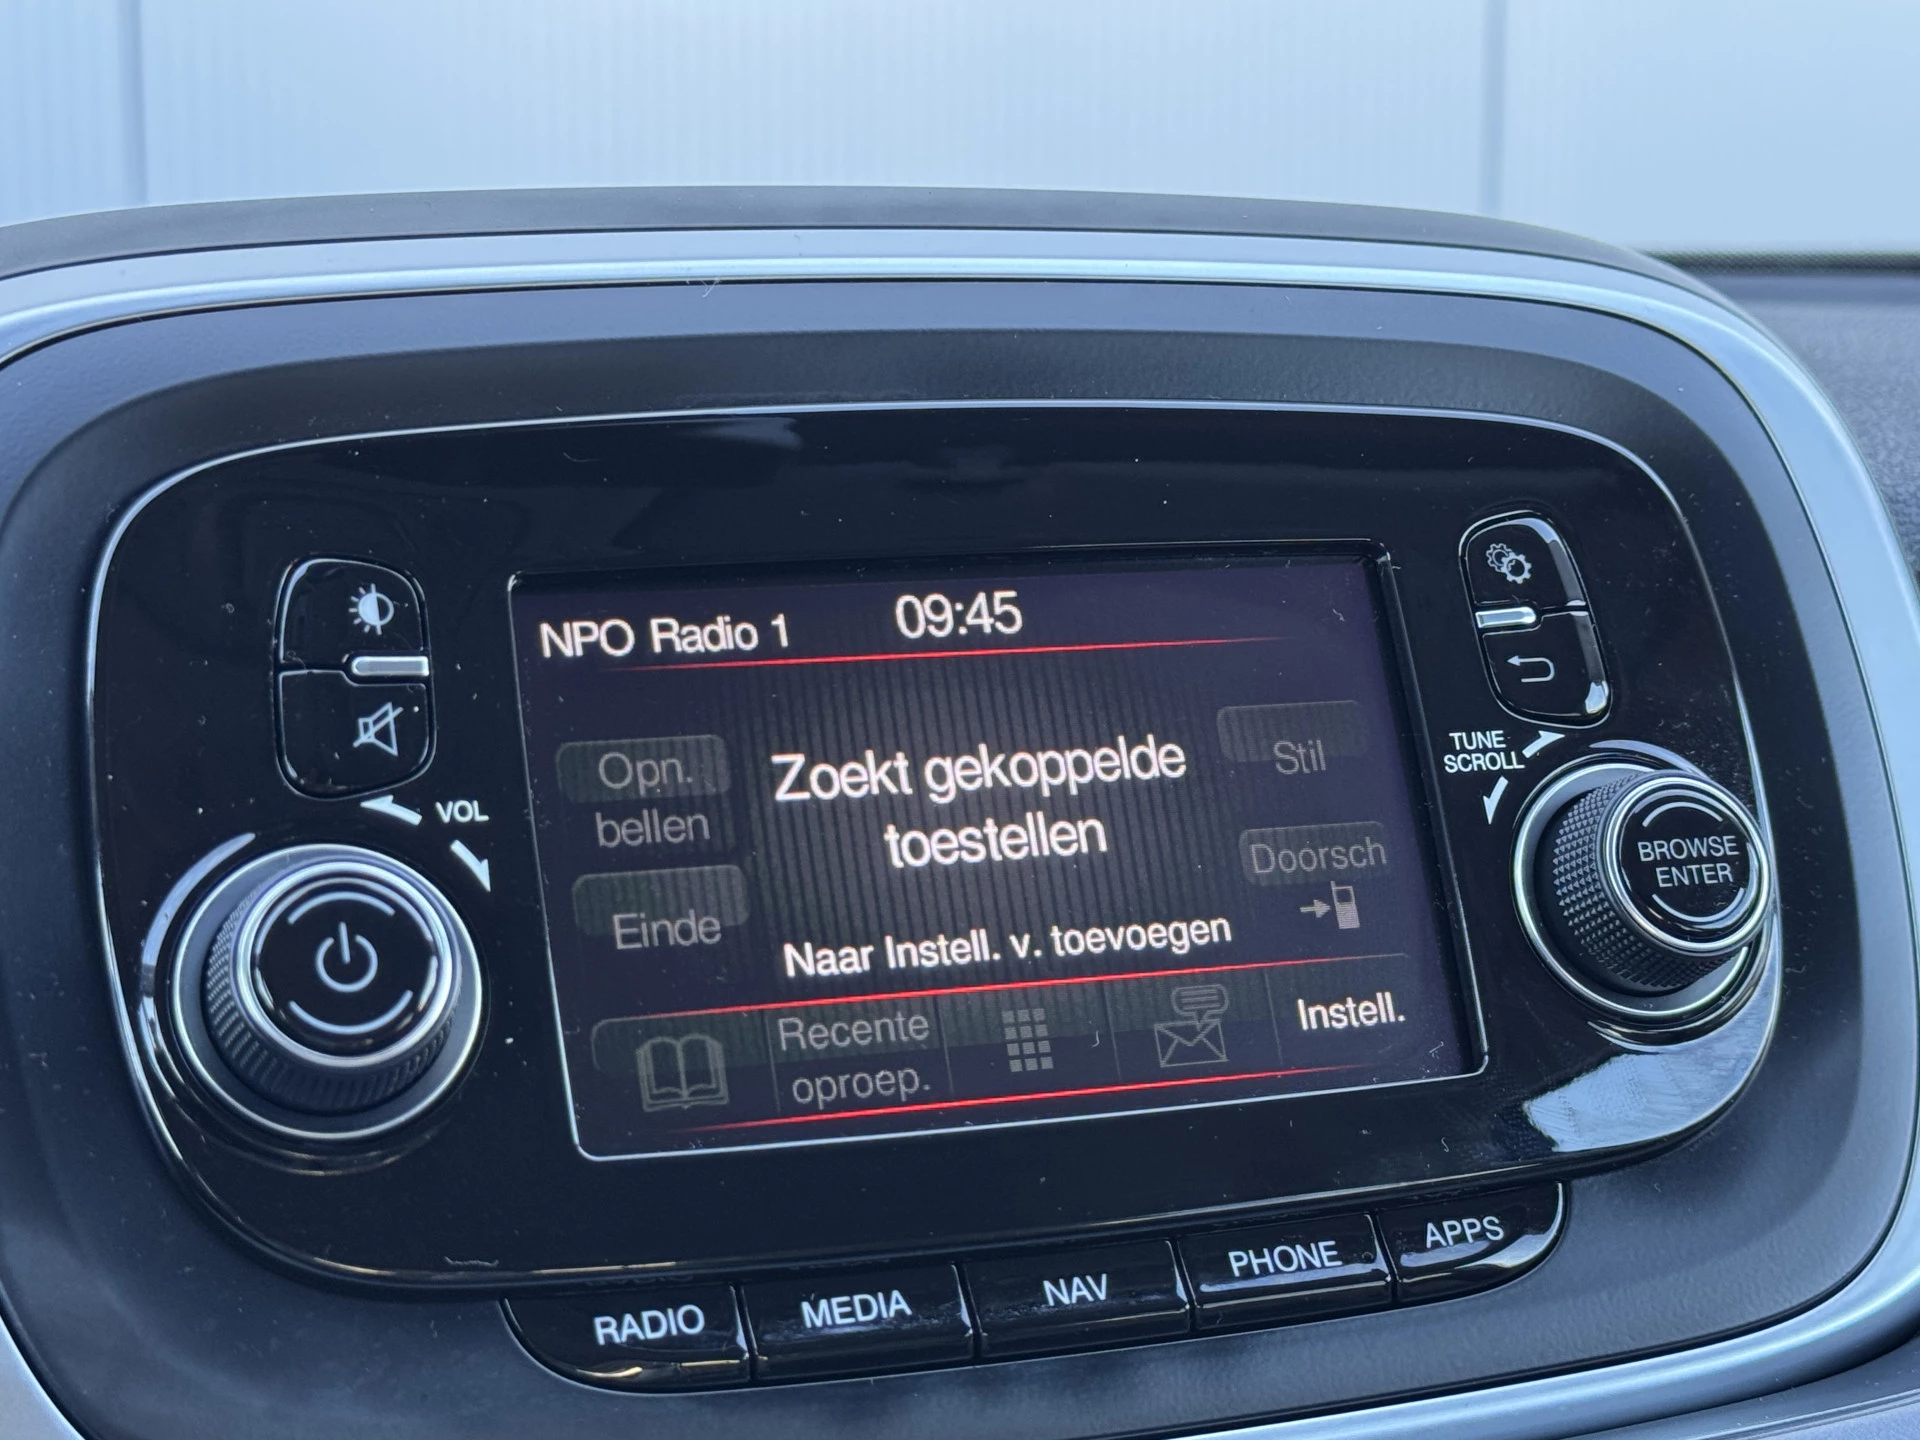 NPO Radio 1
09:45
Opn.
bellen
Einde
Zoekt gekoppelde
toestellen
Naar Instell. v. toevoegen
Stil
Doorsch
Recente
oproep.
Instell.
VOL
TUNE
SCROLL
BROWSE
ENTER
RADIO
MEDIA
NAV
PHONE
APPS